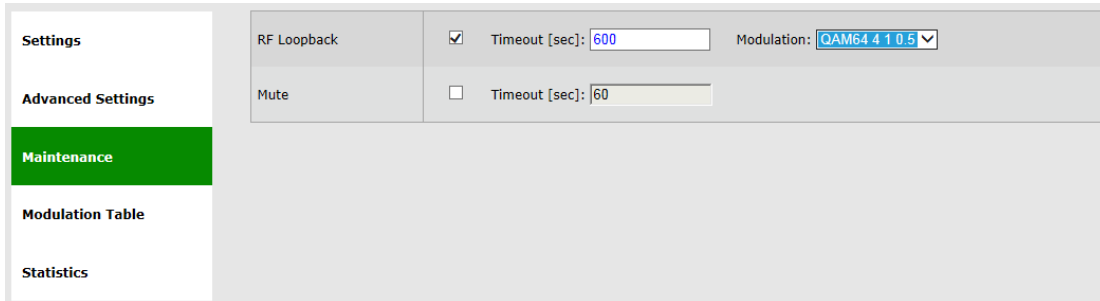 Settings
Advanced Settings
Maintenance
Modulation Table
Statistics
RF Loopback Timeout [sec]: 600 Modulation: QAM64 4 1 0.5
Mute Timeout [sec]: 60